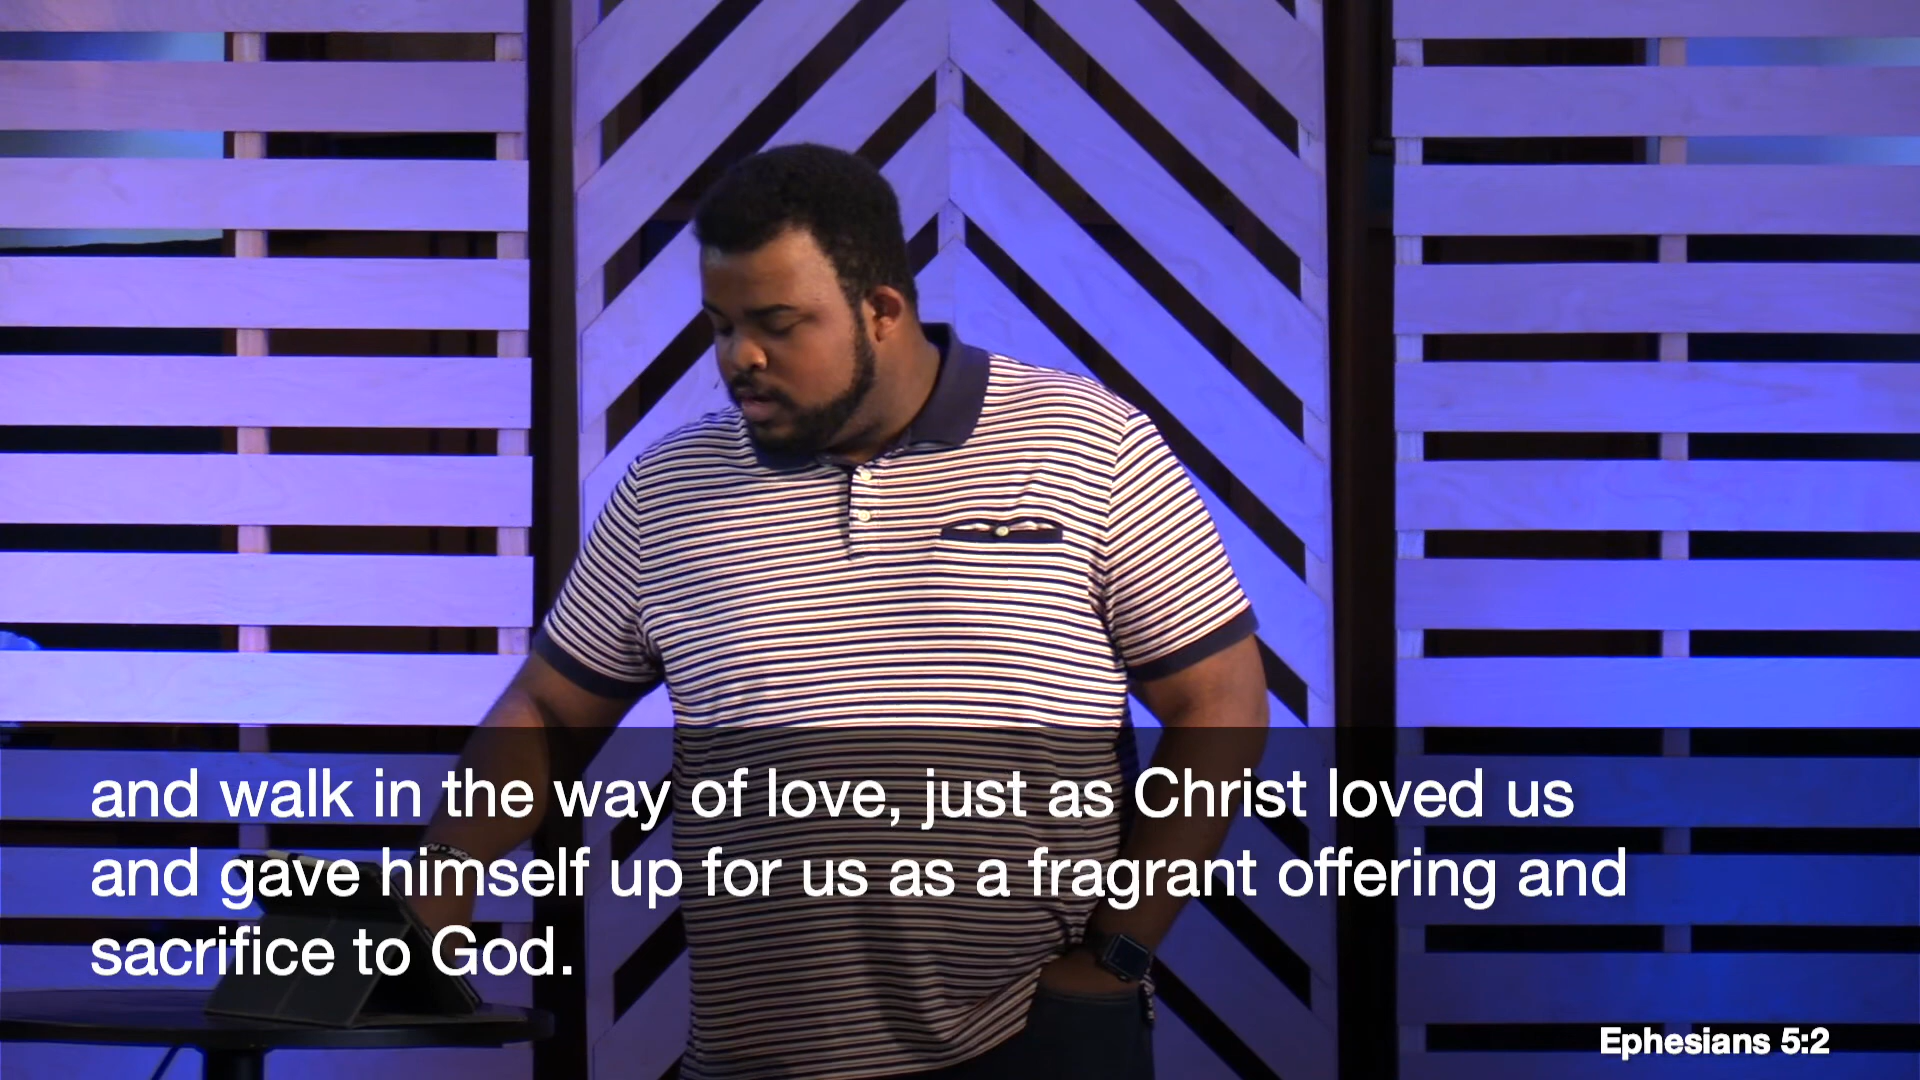 and walk in the way of love, just as Christ loved us
and gave himself up for us as a fragrant offering and
sacrifice to God.
Ephesians 5:2